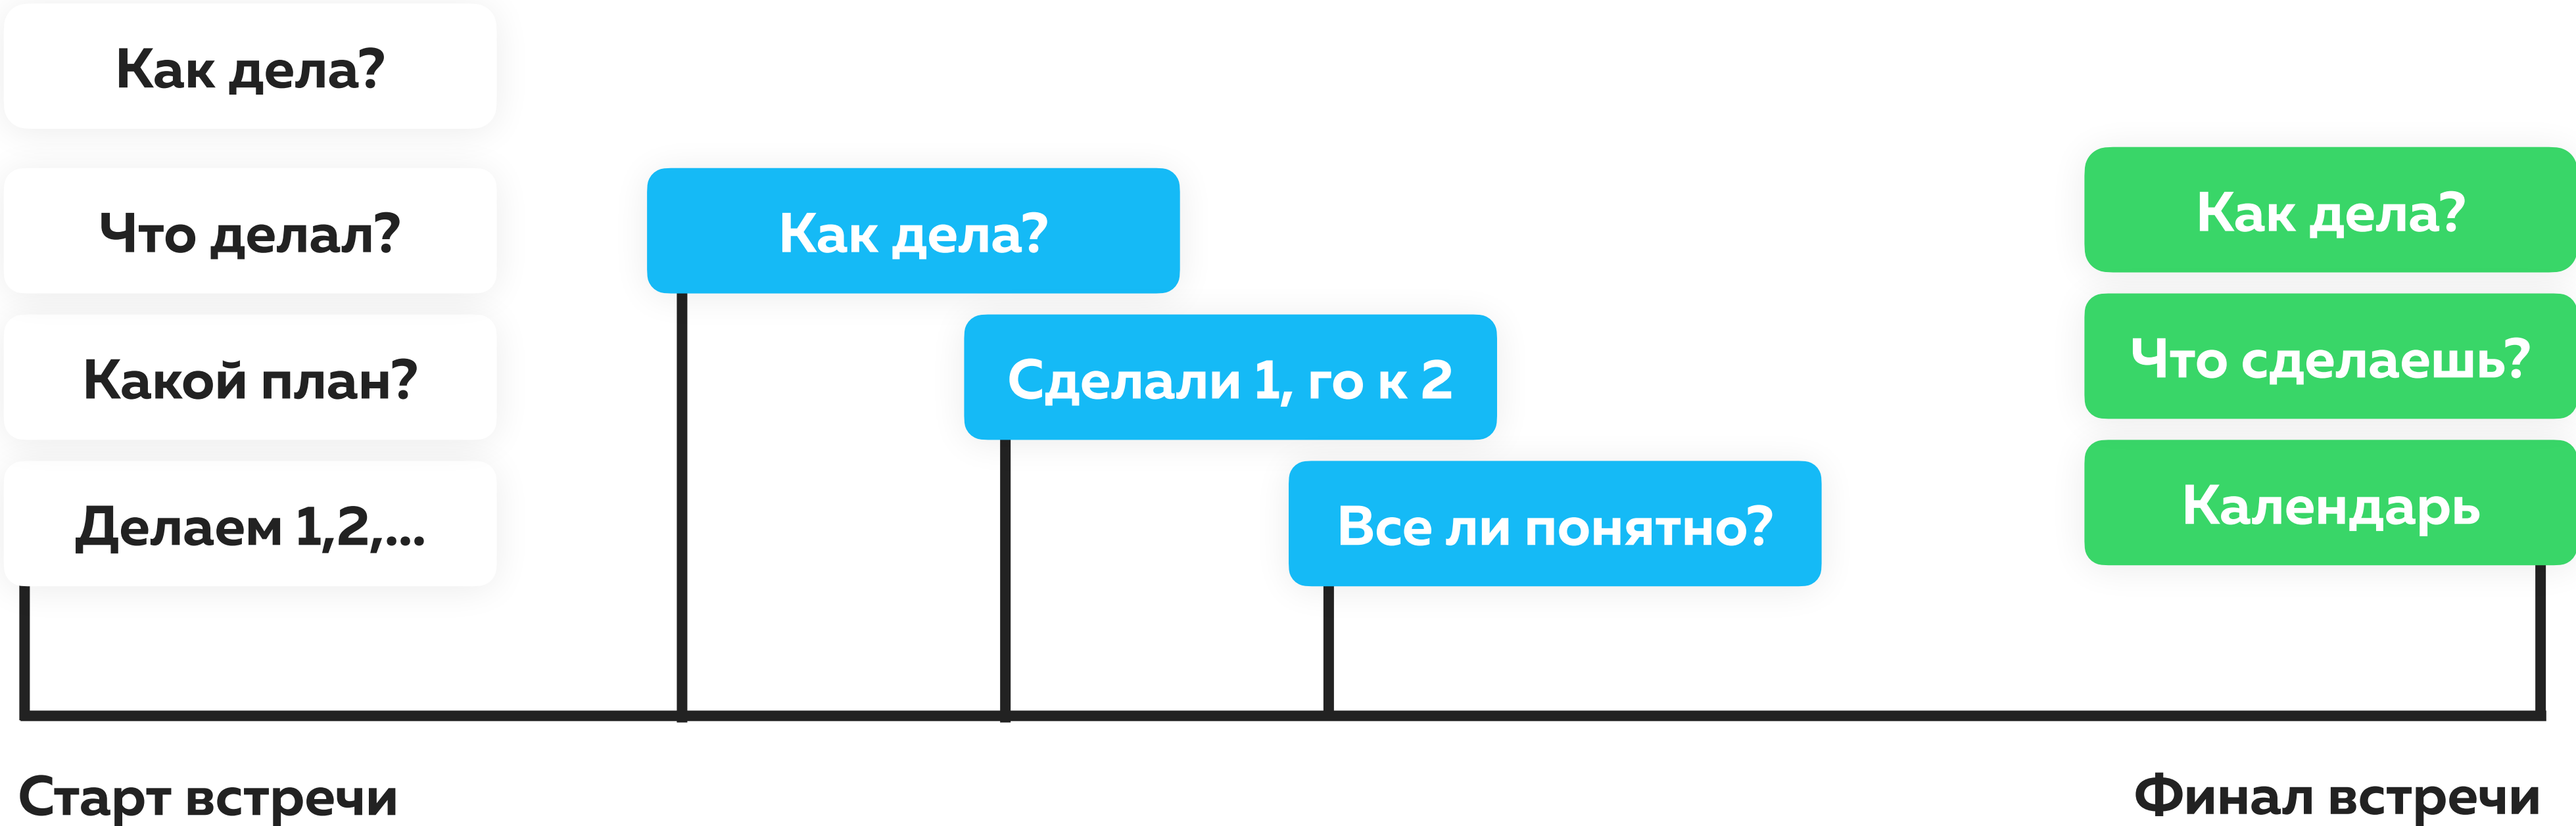 Как дела?
Что делал?
Какой план?
Делаем 1,2,...
Как дела?
Сделали 1, го к 2
Все ли понятно?
Как дела?
Что сделаешь?
Календарь
Старт встречи
Финал встречи